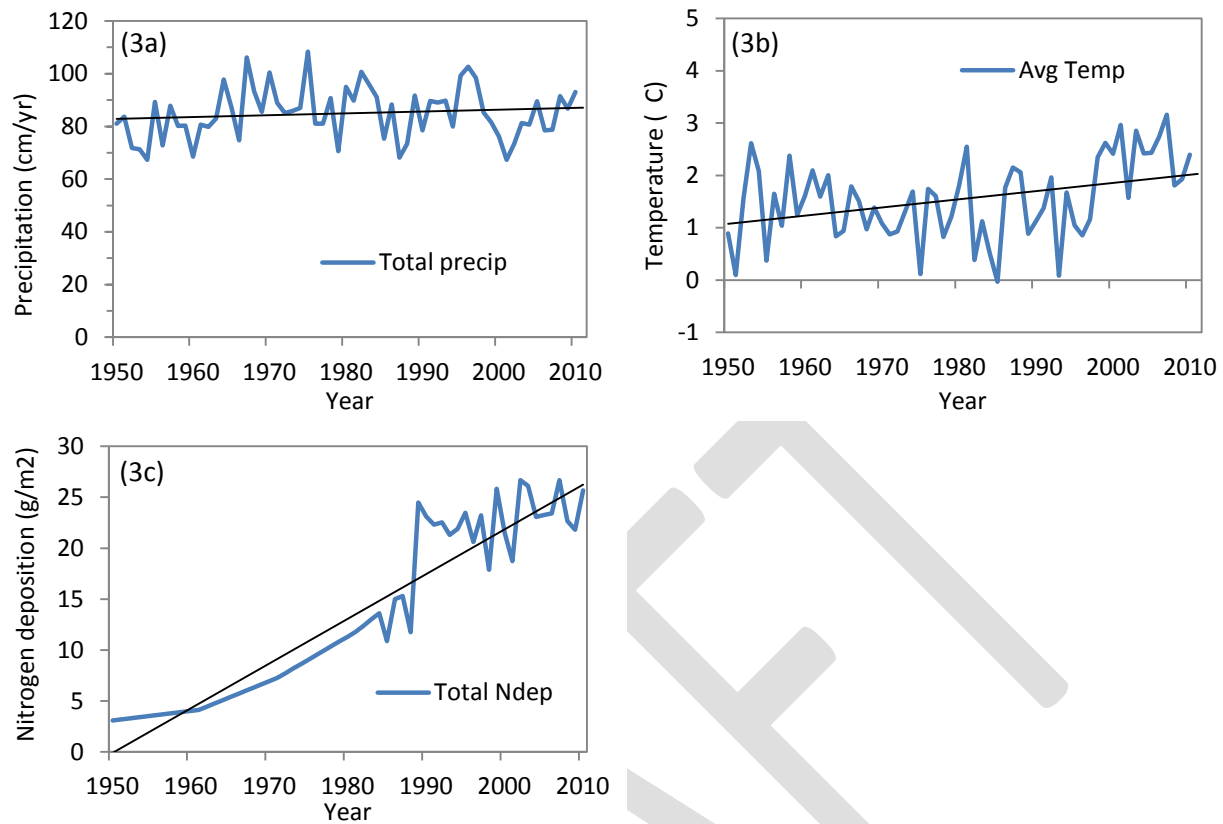 (3a)
Precipitation (cm/yr)
120
100
80
60
40
20
0
Total precip
1950 1960 1970 1980 1990 2000 2010
Year
(3b)
Temperature ( C)
5
4
3
2
1
0
-1
Avg Temp
1950 1960 1970 1980 1990 2000 2010
Year
(3c)
Nitrogen deposition (g/m2)
30
25
20
15
10
5
0
Total Ndep
1950 1960 1970 1980 1990 2000 2010
Year